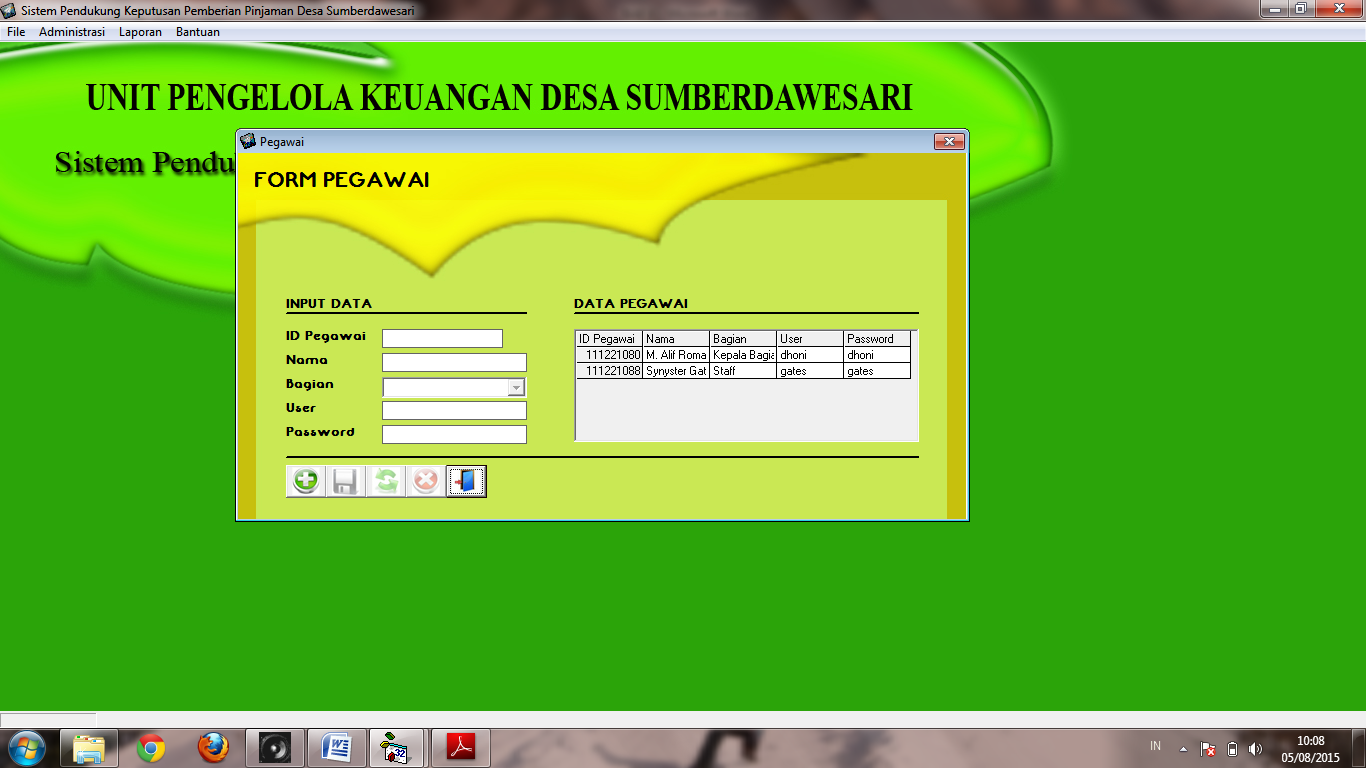 Sistem Pendukung Keputusan Pemberian Pinjaman Desa Sumberdawesari
File Administrasi Laporan Bantuan
UNIT PENGELOLA KEUANGAN DESA SUMBERDAWESARI
Sistem Pendu
Pegawai
FORM PEGAWAI
INPUT DATA
ID Pegawai
Nama
Bagian
User
Password
DATA PEGAWAI
ID Pegawai Nama Bagian User Password
111221080 M. Alif Roma Kepala Bagia dhoni dhoni
111221088 Synyster Gat Staff gates gates
32
IN
10:08
05/08/2015